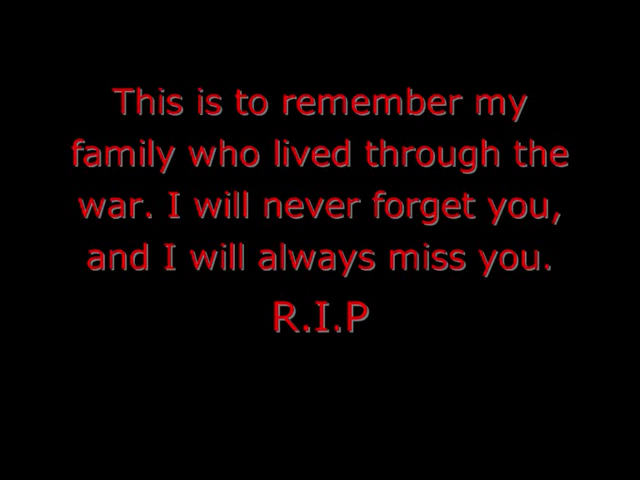 This is to remember my
family who lived through the
war. I will never forget you,
and I will always miss you.
R.I.P